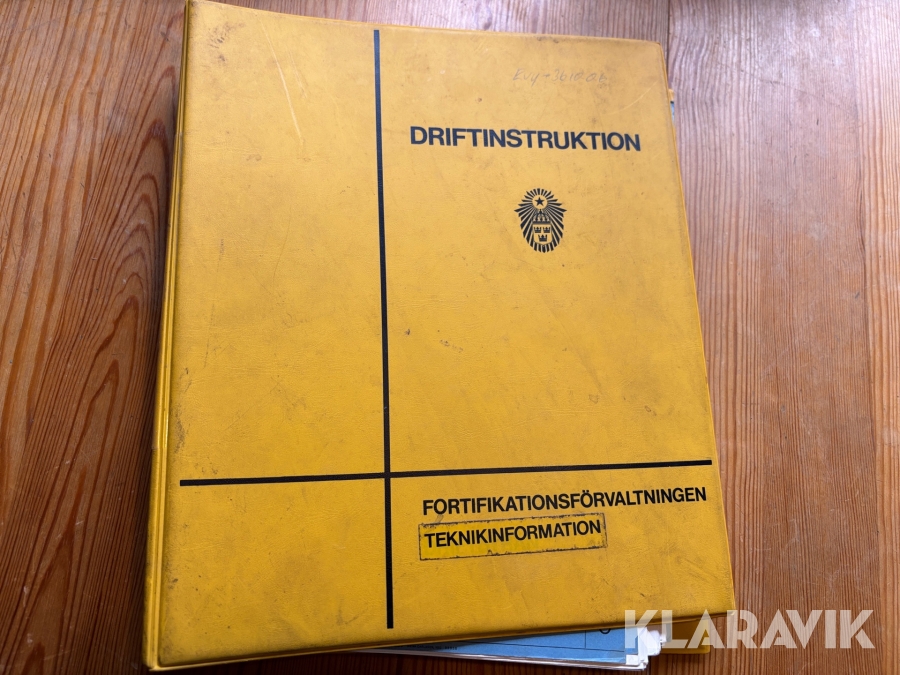 DRIFTINSTRUKTION
FORTIFIKATIONSFÖRVALTNINGEN
TEKNIKINFORMATION
KLARAVIK